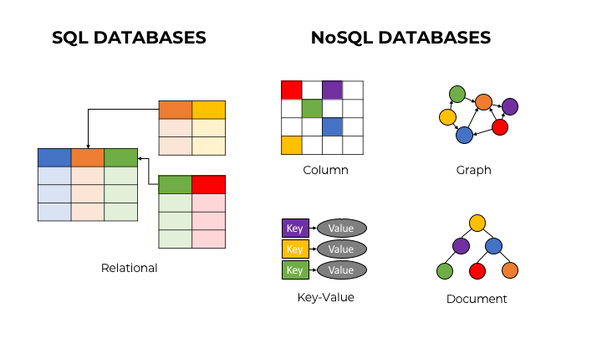 SQL DATABASES
NoSQL DATABASES
Relational
Column
Graph
Key Value
Key Value
Key Value
Key-Value
Document